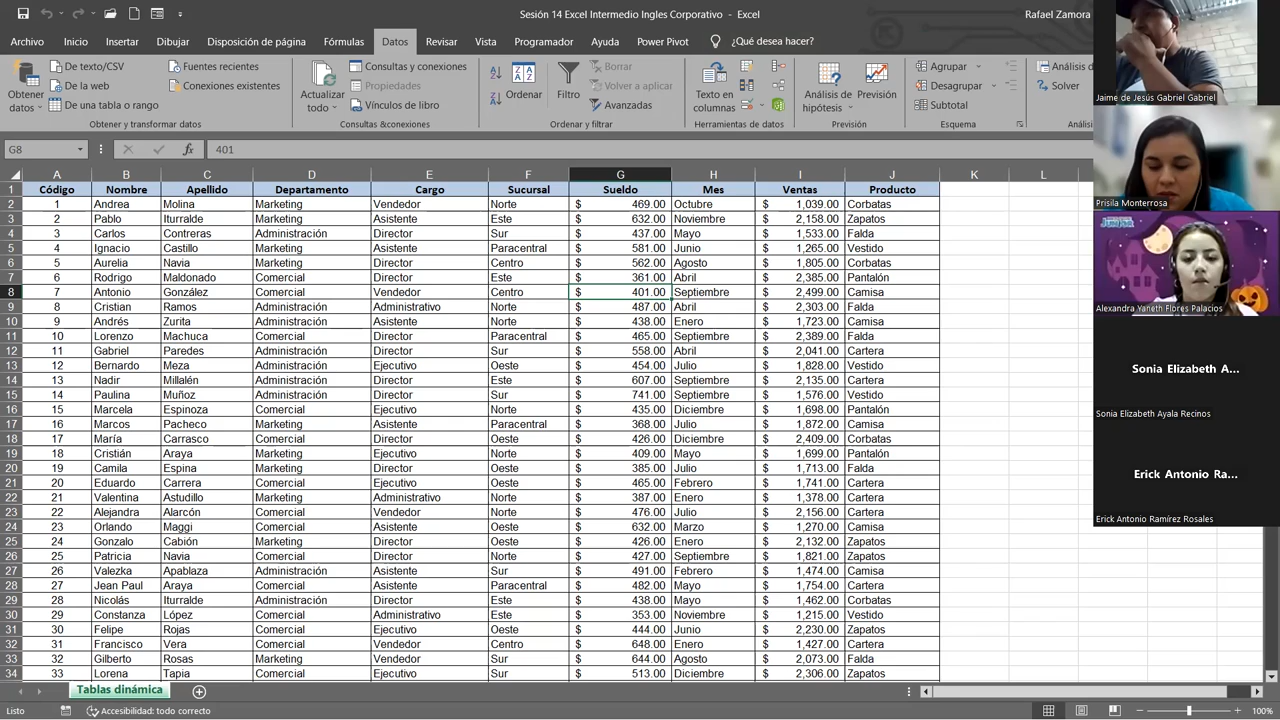 Sesión 14 Excel Intermedio Ingles Corporativo - Excel
Rafael Zamora
Archivo Inicio Insertar Dibujar Disposición de página Fórmulas Datos Revisar Vista Programador Ayuda Power Pivot ¿Qué desea hacer?
Obtener datos
De texto/CSV
De la web
De una tabla o rango
Fuentes recientes
Conexiones existentes
Obtener y transformar datos
Actualizar todo
Consultas y conexiones
Propiedades
Vínculos de libro
Consultas &conexiones
Ordenar
Filtro
Borrar
Volver a aplicar
Avanzadas
Ordenar y filtrar
Texto en columnas
Herramientas de datos
Análisis de hipótesis
Previsión
Previsión
Agrupar
Desagrupar
Subtotal
Esquema
Análisis d
Solver
Anális
G8 fx 401
A B C D E F G H I J K L
1 Código Nombre Apellido Departamento Cargo Sucursal Sueldo Mes Ventas Producto
2 1 Andrea Molina Marketing Vendedor Norte $ 469.00 Octubre $ 1,039.00 Corbatas
3 2 Pablo Iturralde Marketing Asistente Este $ 632.00 Noviembre $ 2,158.00 Zapatos
4 3 Carlos Contreras Administración Director Sur $ 437.00 Mayo $ 1,533.00 Falda
5 4 Ignacio Castillo Marketing Asistente Paracentral $ 581.00 Junio $ 1,265.00 Vestido
6 5 Aurelia Navia Marketing Director Centro $ 562.00 Agosto $ 1,805.00 Corbatas
7 6 Rodrigo Maldonado Comercial Director Este $ 361.00 Abril $ 2,385.00 Pantalón
8 7 Antonio González Comercial Vendedor Centro $ 401.00 Septiembre $ 2,499.00 Camisa
9 8 Cristian Ramos Administración Administrativo Norte $ 487.00 Abril $ 2,303.00 Falda
10 9 Andrés Zurita Marketing Asistente Norte $ 438.00 Enero $ 1,723.00 Camisa
11 10 Lorenzo Machuca Comercial Director Paracentral $ 465.00 Septiembre $ 2,389.00 Falda
12 11 Gabriel Paredes Administración Director Sur $ 558.00 Abril $ 2,041.00 Cartera
13 12 Bernardo Meza Administración Ejecutivo Oeste $ 454.00 Julio $ 1,828.00 Vestido
14 13 Nadir Millalén Administración Director Este $ 607.00 Septiembre $ 2,135.00 Cartera
15 14 Paulina Muñoz Administración Director Sur $ 741.00 Septiembre $ 1,576.00 Vestido
16 15 Marcela Espinoza Comercial Ejecutivo Norte $ 435.00 Diciembre $ 1,698.00 Pantalón
17 16 Marcos Pacheco Marketing Asistente Paracentral $ 368.00 Julio $ 1,872.00 Camisa
18 17 María Carrasco Comercial Director Oeste $ 426.00 Diciembre $ 2,409.00 Corbatas
19 18 Cristián Araya Marketing Ejecutivo Norte $ 409.00 Mayo $ 1,699.00 Pantalón
20 19 Camila Espina Marketing Director Oeste $ 385.00 Julio $ 1,713.00 Falda
21 20 Eduardo Carrera Comercial Ejecutivo Oeste $ 465.00 Febrero $ 1,741.00 Cartera
22 21 Valentina Astudillo Marketing Administrativo Norte $ 387.00 Enero $ 1,378.00 Camisa
23 22 Alejandra Alarcón Comercial Vendedor Norte $ 476.00 Julio $ 2,156.00 Cartera
24 23 Orlando Maggi Comercial Asistente Oeste $ 632.00 Marzo $ 1,270.00 Camisa
25 24 Gonzalo Cabión Marketing Director Oeste $ 426.00 Enero $ 2,132.00 Zapatos
26 25 Patricia Navia Comercial Director Norte $ 427.00 Septiembre $ 1,821.00 Zapatos
27 26 Valezka Apablaza Administración Asistente Sur $ 491.00 Febrero $ 1,474.00 Camisa
28 27 Jean Paul Araya Comercial Asistente Paracentral $ 482.00 Mayo $ 1,754.00 Cartera
29 28 Nicolás Iturralde Administración Director Este $ 438.00 Mayo $ 1,462.00 Corbatas
30 29 Constanza López Comercial Administrativo Este $ 353.00 Noviembre $ 1,215.00 Vestido
31 30 Felipe Rojas Comercial Ejecutivo Oeste $ 444.00 Junio $ 2,230.00 Zapatos
32 31 Francisco Vera Comercial Vendedor Centro $ 648.00 Enero $ 1,427.00 Cartera
33 32 Gilberto Rosas Marketing Vendedor Sur $ 644.00 Agosto $ 2,073.00 Falda
34 33 Lorena Tapia Comercial Ejecutivo Sur $ 513.00 Diciembre $ 2,306.00 Cartera
Tablas dinámica
Listo Accesibilidad: todo correcto 100%
Jaime de Jesús Gabriel Gabriel
Prisila Monterrosa
Alexandra Yaneth Flores Palacios
Sonia Elizabeth A...
Sonia Elizabeth Ayala Recinos
Erick Antonio Ra...
Erick Antonio Ramírez Rosales